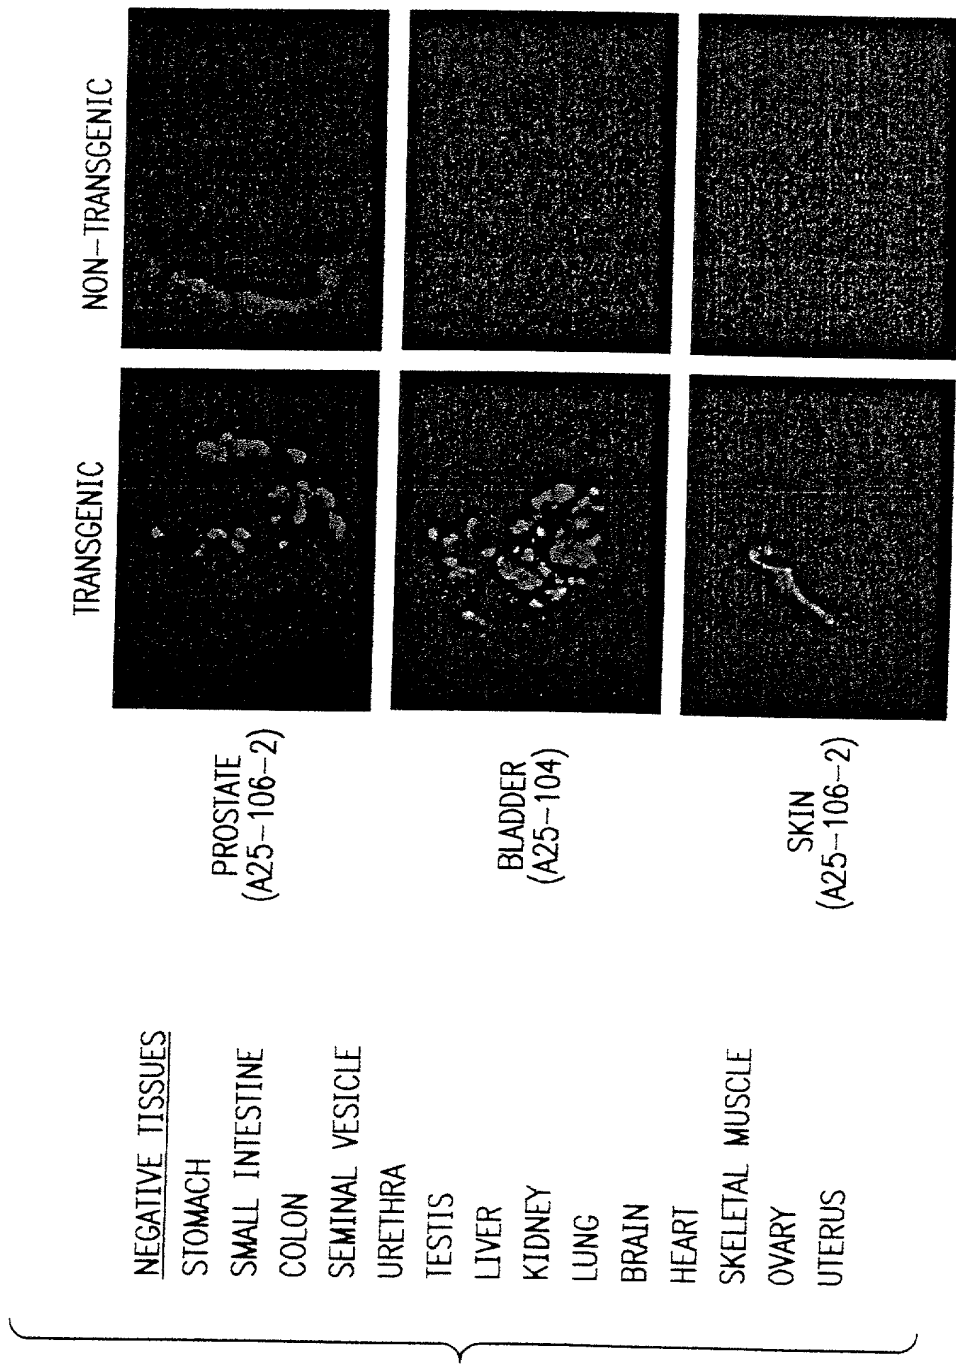 TRANSGENIC
NON-TRANSGENIC
PROSTATE
(A25-106-2)
BLADDER
(A25-104)
SKIN
(A25-106-2)
NEGATIVE TISSUES
STOMACH
SMALL INTESTINE
COLON
SEMINAL VESICLE
URETHRA
TESTIS
LIVER
KIDNEY
LUNG
BRAIN
HEART
SKELETAL MUSCLE
OVARY
UTERUS